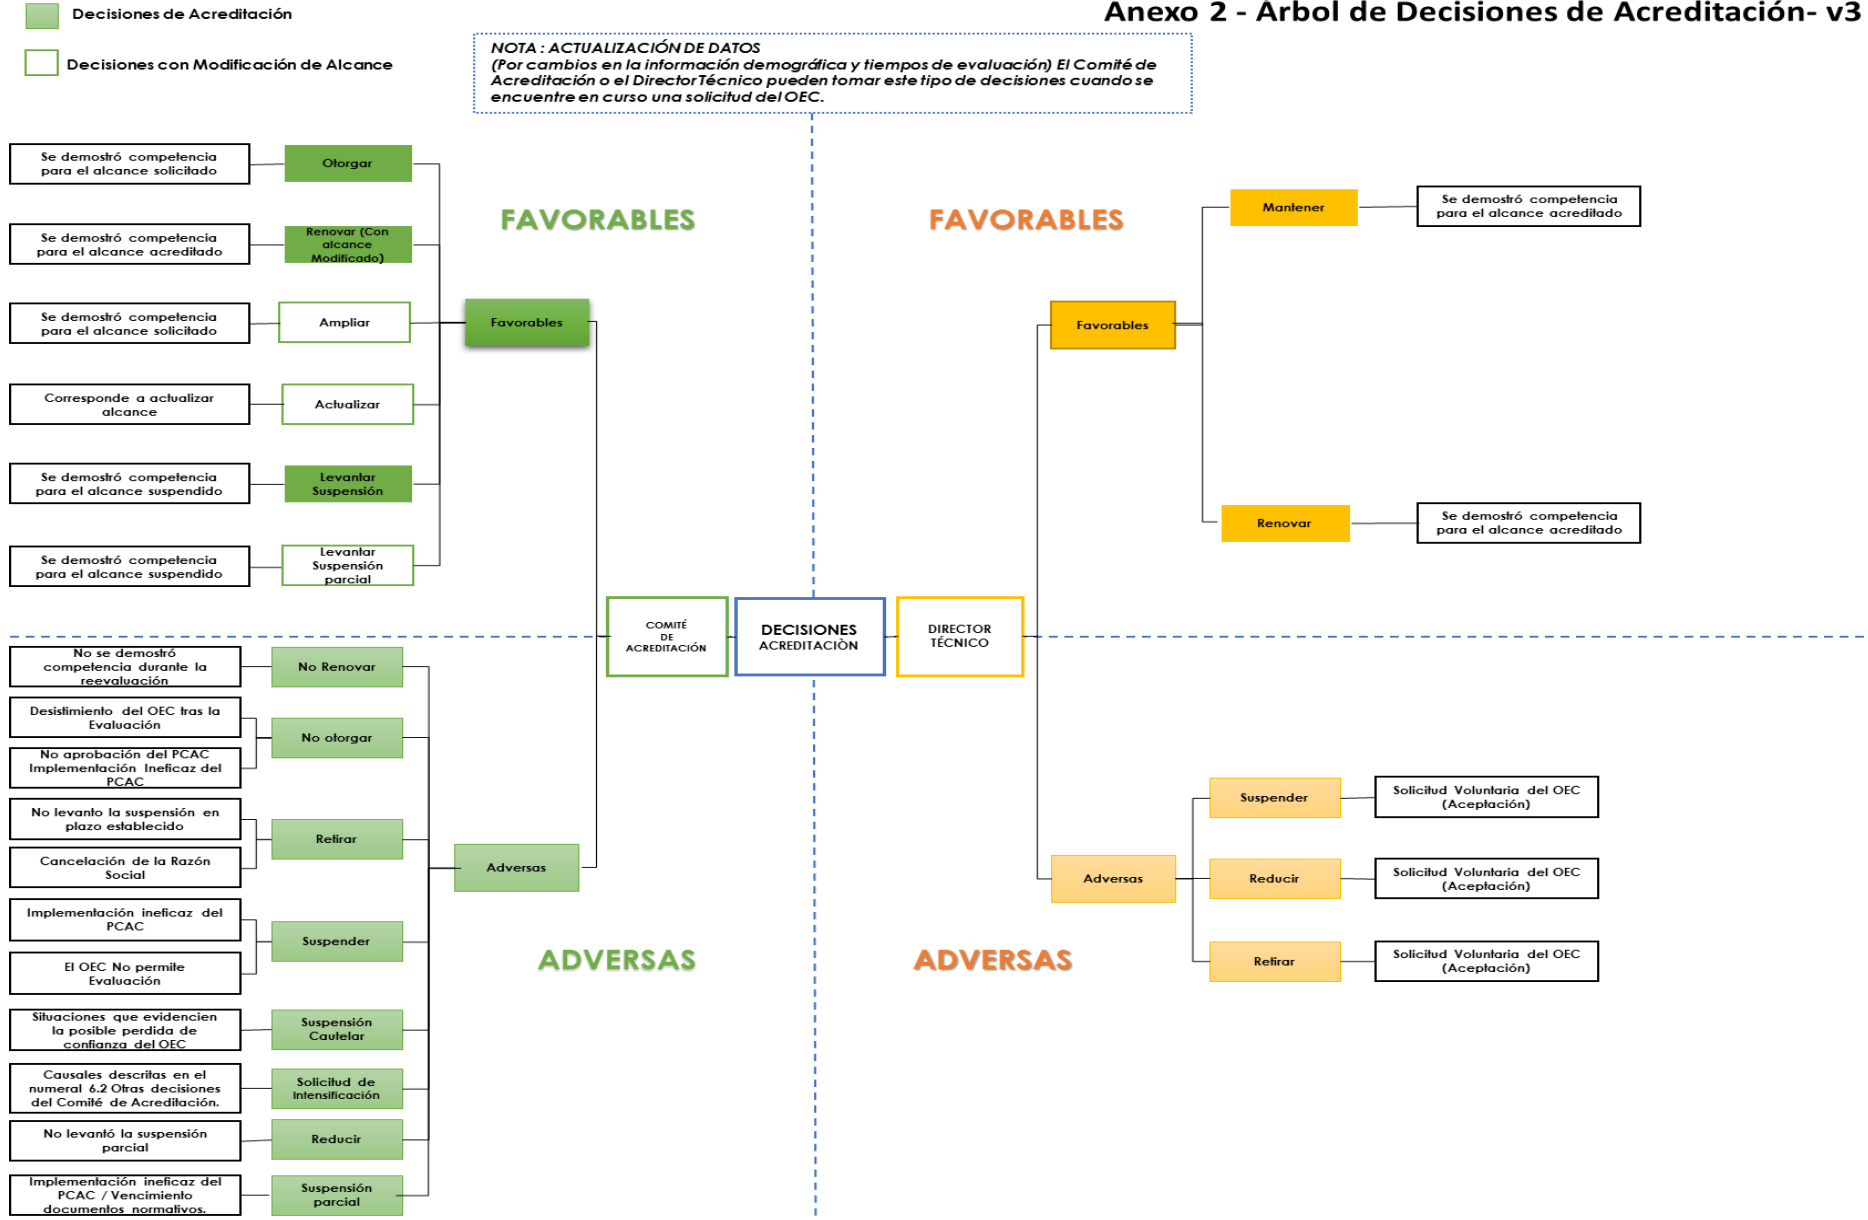 Decisiones de Acreditación
Anexo 2 - Árbol de Decisiones de Acreditación- v3
Decisiones con Modificación de Alcance
NOTA : ACTUALIZACIÓN DE DATOS
(Por cambios en la información demográfica y tiempos de evaluación) El Comité de
Acreditación o el Director Técnico pueden tomar este tipo de decisiones cuando se
encuentre en curso una solicitud del OEC.
Se demostró competencia
para el alcance solicitado
Otorgar
Se demostró competencia
para el alcance acreditado
Renovar (Con
alcance
Modificado)
Se demostró competencia
para el alcance solicitado
Ampliar
Corresponde a actualizar
alcance
Actualizar
Se demostró competencia
para el alcance suspendido
Levantar
Suspensión
Se demostró competencia
para el alcance suspendido
Levantar
Suspensión
parcial
Favorables
FAVORABLES
FAVORABLES
Favorables
Mantener
Se demostró competencia
para el alcance acreditado
Renovar
Se demostró competencia
para el alcance acreditado
COMITÉ
DE
ACREDITACIÓN
DECISIONES
ACREDITACIÒN
DIRECTOR
TÉCNICO
No se demostró
competencia durante la
reevaluación
No Renovar
Desistimiento del OEC tras la
Evaluación
No aprobación del PCAC
Implementación Ineficaz del
PCAC
No otorgar
No levanto la suspensión en
plazo establecido
Cancelación de la Razón
Social
Retirar
Implementación ineficaz del
PCAC
El OEC No permite
Evaluación
Suspender
Situaciones que evidencien
la posible perdida de
confianza del OEC
Suspensión
Cautelar
Causales descritas en el
numeral 6.2 Otras decisiones
del Comité de Acreditación.
Solicitud de
Intensificación
No levantó la suspensión
parcial
Reducir
Implementación ineficaz del
PCAC / Vencimiento
documentos normativos.
Suspensión
parcial
Adversas
ADVERSAS
ADVERSAS
Adversas
Suspender
Solicitud Voluntaria del OEC
(Aceptación)
Reducir
Solicitud Voluntaria del OEC
(Aceptación)
Retirar
Solicitud Voluntaria del OEC
(Aceptación)